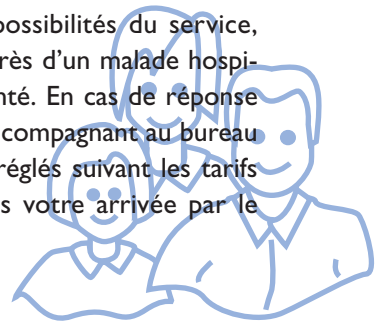 possibilités du service,
rès d'un malade hospi-
nté. En cas de réponse
compagnant au bureau
réglés suivant les tarifs
s votre arrivée par le